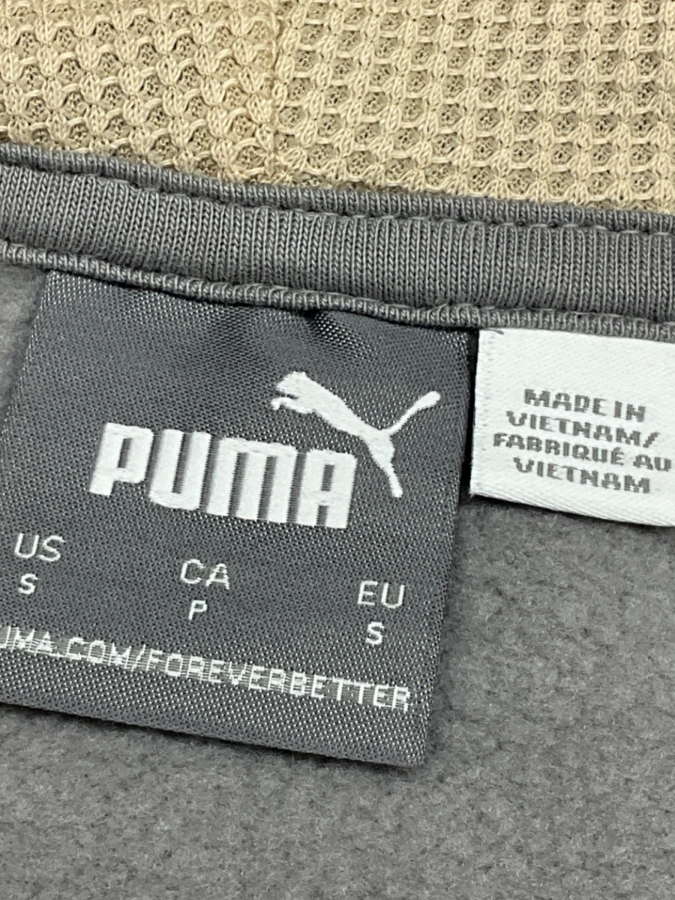 PUMA
US CA EU
S P S
UMA.COM/FOREVERBETTER
MADE IN
VIETNAM/
FABRIQUÉ AU
VIETNAM